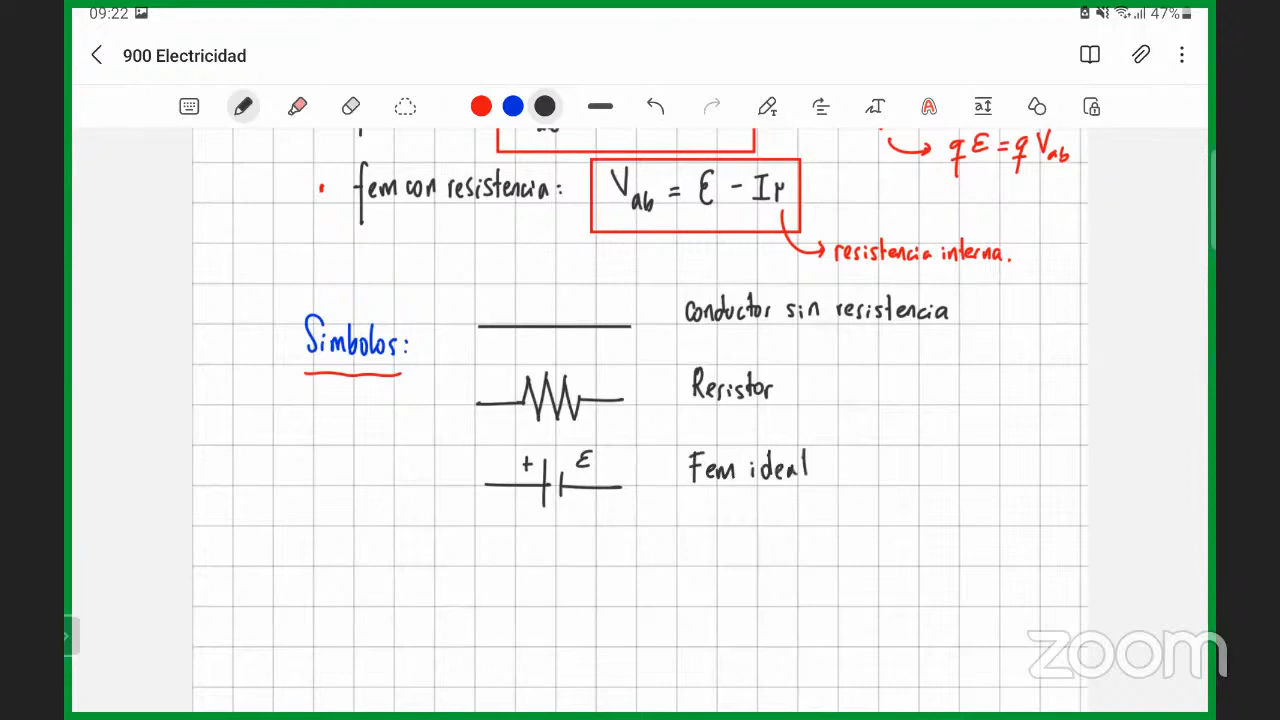 09:22
47%
900 Electricidad
q ε = q Vab
• fem con resistencia: Vab = ε - Ir
resistencia interna.
Símbolos:
conductor sin resistencia
Resistor
+ ε
Fem ideal
zoom